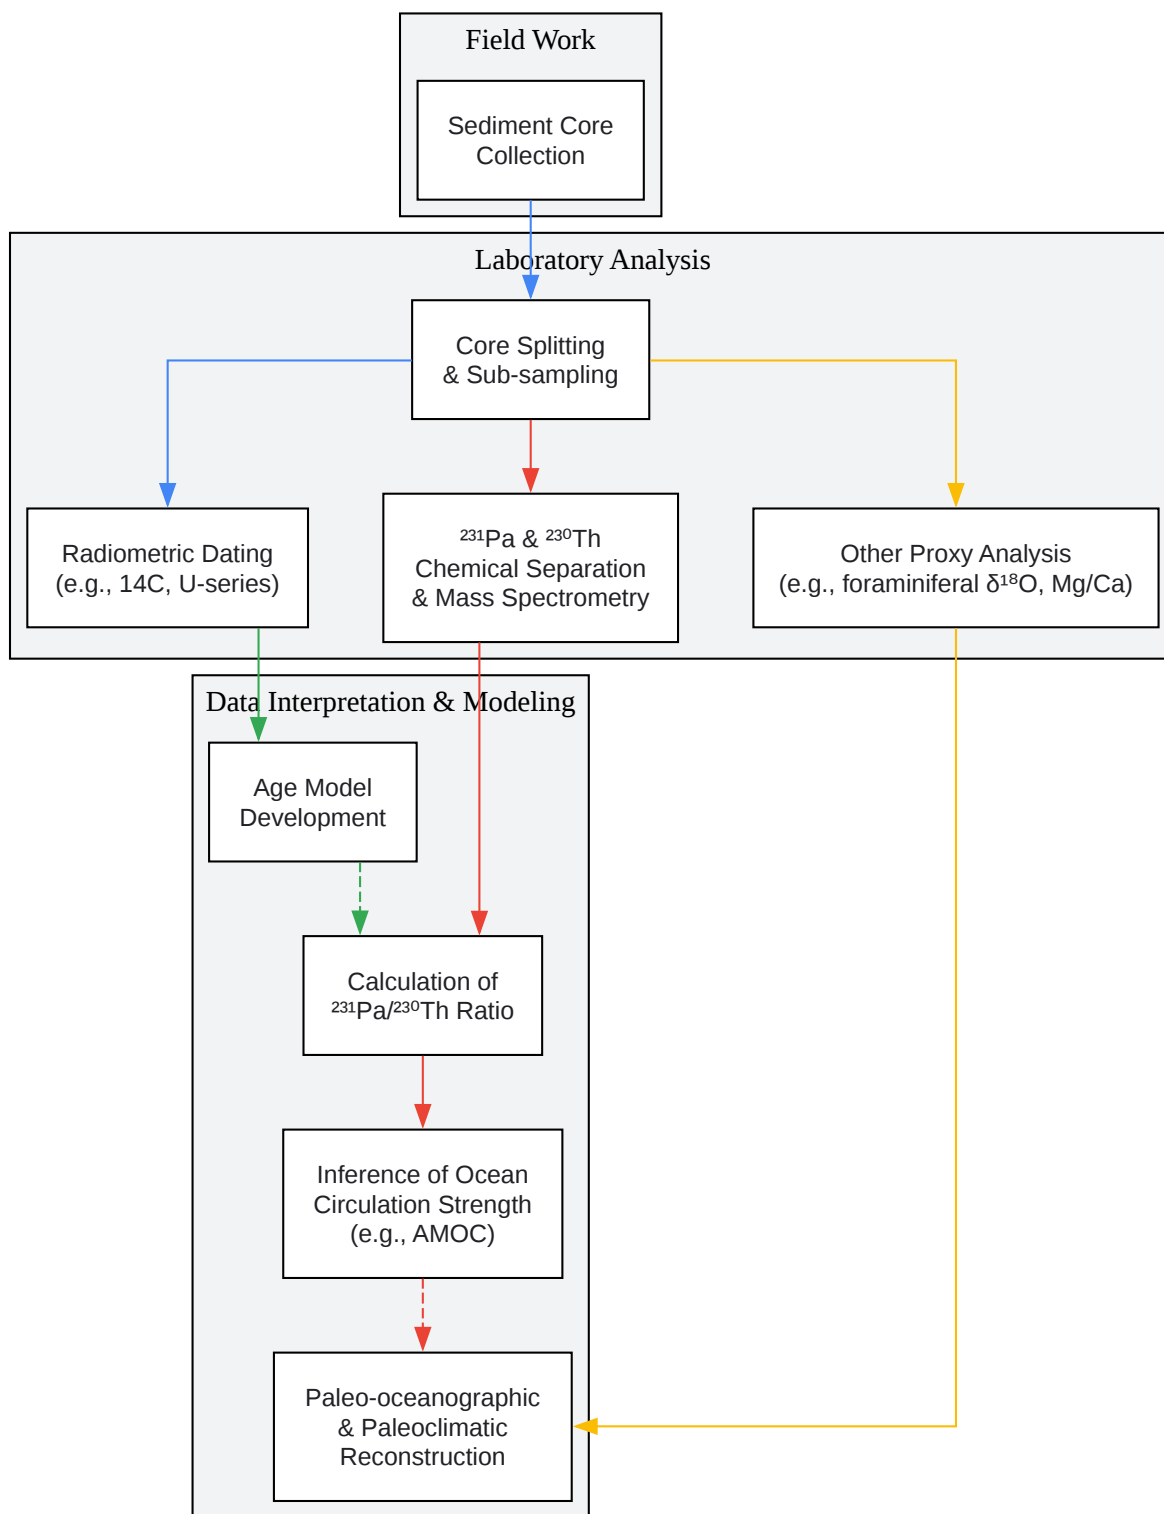 Field Work
Sediment Core
Collection
Laboratory Analysis
Core Splitting
& Sub-sampling
Radiometric Dating
(e.g., 14C, U-series)
²³¹Pa & ²³⁰Th
Chemical Separation
& Mass Spectrometry
Other Proxy Analysis
(e.g., foraminiferal δ¹⁸O, Mg/Ca)
Data Interpretation & Modeling
Age Model
Development
Calculation of
²³¹Pa/²³⁰Th Ratio
Inference of Ocean
Circulation Strength
(e.g., AMOC)
Paleo-oceanographic
& Paleoclimatic
Reconstruction